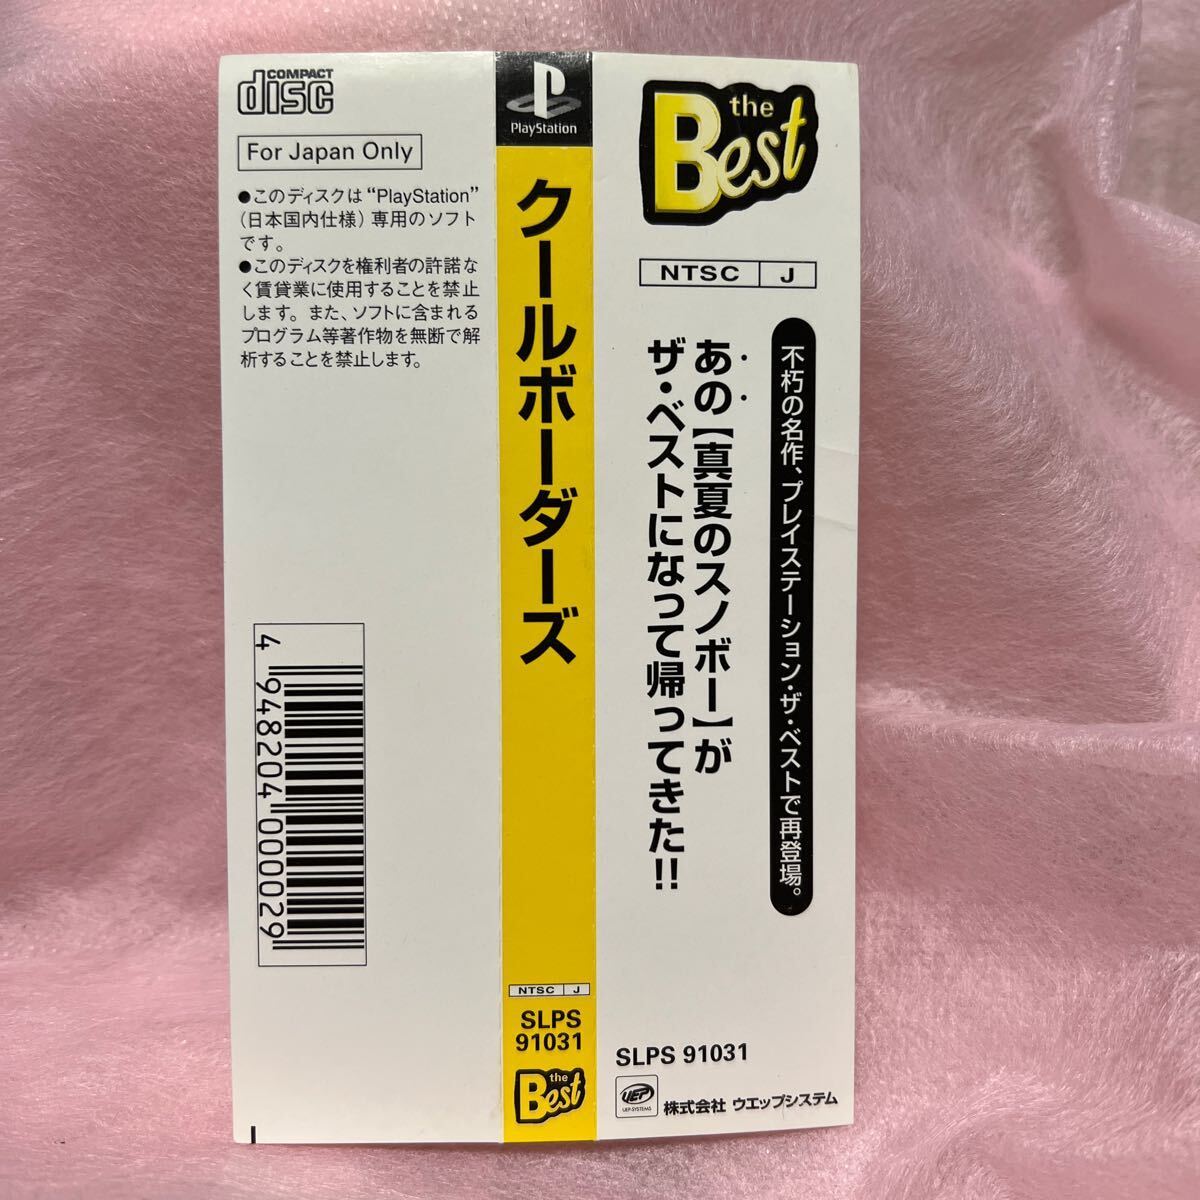 COMPACT
disc
For Japan Only
●このディスクは“PlayStation”
(日本国内仕様)専用のソフト
です。
●このディスクを権利者の許諾な
く賃貸業に使用することを禁止
します。また、ソフトに含まれる
プログラム等著作物を無断で解
析することを禁止します。
4 948204 000029
PlayStation
クールボーダーズ
NTSC J
SLPS
91031
the
Best
the
Best
NTSC J
不朽の名作、プレイステーション・ザ・ベストで再登場。
あの【真夏のスノボー】が
ザ・ベストになって帰ってきた!!
SLPS 91031
UEP
UEP SYSTEMS
株式会社 ウエップシステム